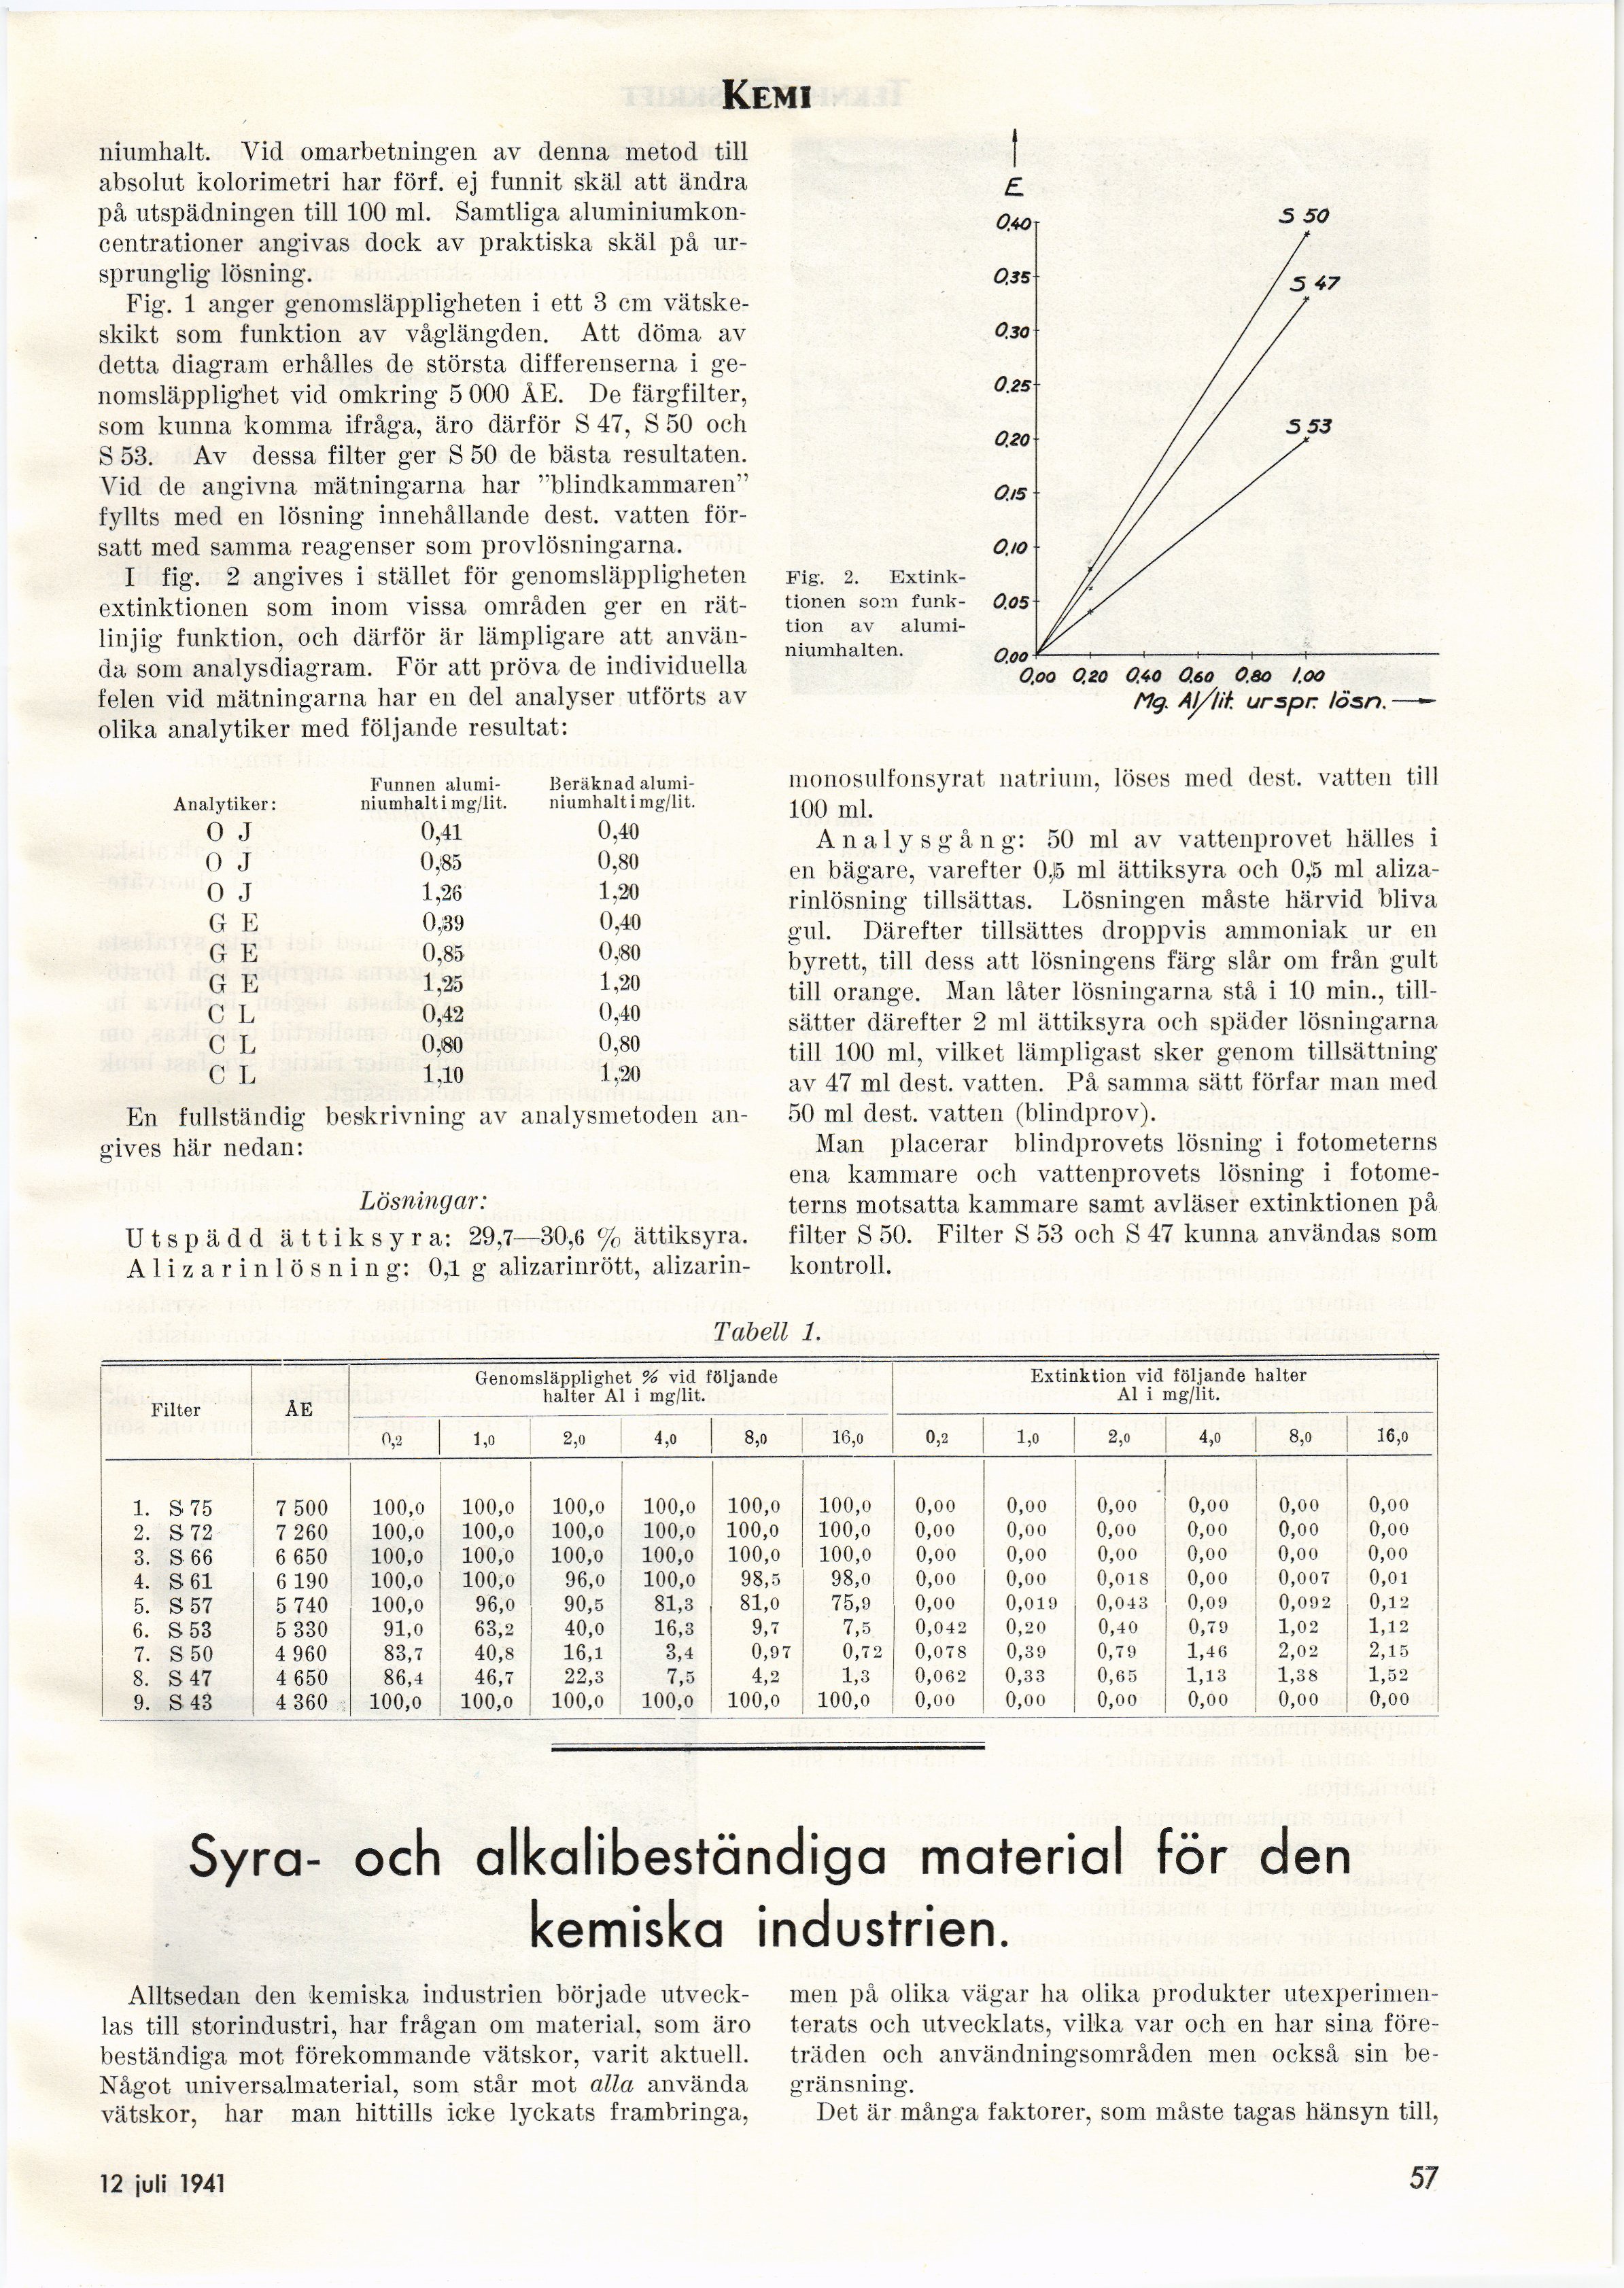 KEMI
niumhalt. Vid omarbetningen av denna metod till
absolut kolorimetri har förf. ej funnit skäl att ändra
på utspädningen till 100 ml. Samtliga aluminiumkon-
centrationer angivas dock av praktiska skäl på ur-
sprunglig lösning.
Fig. 1 anger genomsläppligheten i ett 3 cm vätske-
skikt som funktion av våglängden. Att döma av
detta diagram erhålles de största differenserna i ge-
nomsläpplighet vid omkring 5 000 ÅE. De färgfilter,
som kunna komma ifråga, äro därför S 47, S 50 och
S 53. Av dessa filter ger S 50 de bästa resultaten.
Vid de angivna mätningarna har ”blindkammaren”
fyllts med en lösning innehållande dest. vatten för-
satt med samma reagenser som provlösningarna.
I fig. 2 angives i stället för genomsläppligheten
extinktionen som inom vissa områden ger en rät-
linjig funktion, och därför är lämpligare att använ-
da som analysdiagram. För att pröva de individuella
felen vid mätningarna har en del analyser utförts av
olika analytiker med följande resultat:
Funnen alumi- Beräknad alumi-
Analytiker: niumhalt i mg/lit. niumhalt i mg/lit.
O J 0,41 0,40
O J 0,85 0,80
O J 1,26 1,20
G E 0,39 0,40
G E 0,85 0,80
G E 1,25 1,20
C L 0,42 0,40
C L 0,80 0,80
C L 1,10 1,20
En fullständig beskrivning av analysmetoden an-
gives här nedan:
Lösningar:
Utspädd ättiksyra: 29,7—30,6 % ättiksyra.
Alizarinlösning: 0,1 g alizarinrött, alizarin-
E
0,40
0,35
0,30
0,25
0,20
0,15
0,10
0,05
0,00
S 50
S 47
S 53
0,00 0,20 0,40 0,60 0,80 1,00
Mg. Al/lit. urspr. lösn.
Fig. 2. Extink-
tionen som funk-
tion av alumi-
niumhalten.
monosulfonsyrat natrium, löses med dest. vatten till
100 ml.
Analysgång: 50 ml av vattenprovet hälles i
en bägare, varefter 0,5 ml ättiksyra och 0,5 ml aliza-
rinlösning tillsättas. Lösningen måste härvid bliva
gul. Därefter tillsättes droppvis ammoniak ur en
byrett, till dess att lösningens färg slår om från gult
till orange. Man låter lösningarna stå i 10 min., till-
sätter därefter 2 ml ättiksyra och späder lösningarna
till 100 ml, vilket lämpligast sker genom tillsättning
av 47 ml dest. vatten. På samma sätt förfar man med
50 ml dest. vatten (blindprov).
Man placerar blindprovets lösning i fotometerns
ena kammare och vattenprovets lösning i fotome-
terns motsatta kammare samt avläser extinktionen på
filter S 50. Filter S 53 och S 47 kunna användas som
kontroll.
Tabell 1.
Genomsläpplighet % vid följande Extinktion vid följande halter
halter Al i mg/lit. Al i mg/lit.
Filter ÅE
0,2 1,0 2,0 4,0 8,0 16,0 0,2 1,0 2,0 4,0 8,0 16,0
1. S 75 7 500 100,0 100,0 100,0 100,0 100,0 100,0 0,00 0,00 0,00 0,00 0,00 0,00
2. S 72 7 260 100,0 100,0 100,0 100,0 100,0 100,0 0,00 0,00 0,00 0,00 0,00 0,00
3. S 66 6 650 100,0 100,0 100,0 100,0 100,0 100,0 0,00 0,00 0,00 0,00 0,00 0,00
4. S 61 6 190 100,0 100,0 96,0 100,0 98,5 98,0 0,00 0,00 0,018 0,00 0,007 0,01
5. S 57 5 740 100,0 96,0 90,5 81,3 81,0 75,9 0,00 0,019 0,043 0,09 0,092 0,12
6. S 53 5 330 91,0 63,2 40,0 16,3 9,7 7,5 0,042 0,20 0,40 0,79 1,02 1,12
7. S 50 4 960 83,7 40,8 16,1 3,4 0,97 0,72 0,078 0,39 0,79 1,46 2,02 2,15
8. S 47 4 650 86,4 46,7 22,3 7,5 4,2 1,3 0,062 0,33 0,65 1,13 1,38 1,52
9. S 43 4 360 100,0 100,0 100,0 100,0 100,0 100,0 0,00 0,00 0,00 0,00 0,00 0,00
Syra- och alkalibeständiga material för den
kemiska industrien.
Alltsedan den kemiska industrien började utveck-
las till storindustri, har frågan om material, som äro
beständiga mot förekommande vätskor, varit aktuell.
Något universalmaterial, som står mot alla använda
vätskor, har man hittills icke lyckats frambringa,
men på olika vägar ha olika produkter utexperimen-
terats och utvecklats, vilka var och en har sina före-
träden och användningsområden men också sin be-
gränsning.
Det är många faktorer, som måste tagas hänsyn till,
12 juli 1941
57